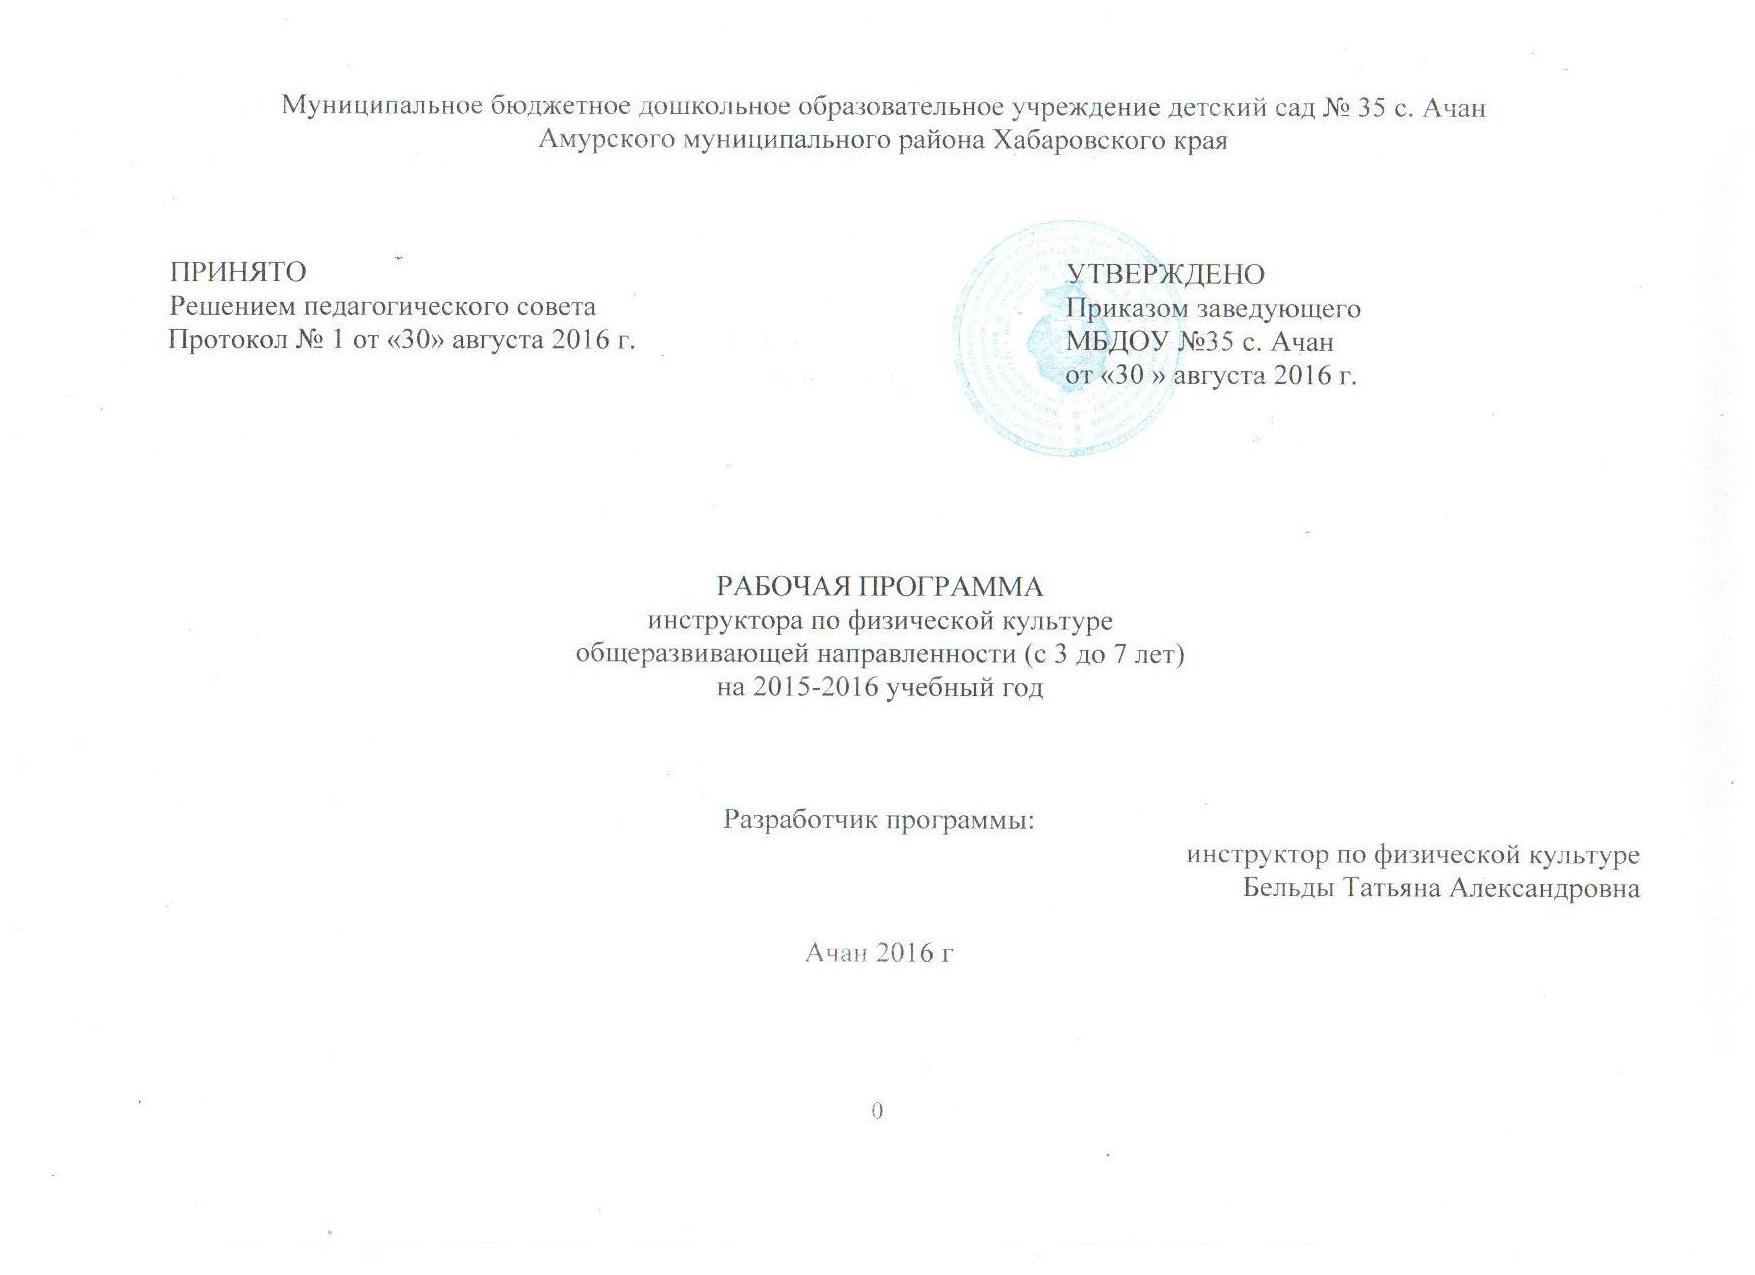 Муниципальное бюджетное дошкольное образовательное учреждение детский сад № 35 с. Ачан
Амурского муниципального района Хабаровского края
ПРИНЯТО
Решением педагогического совета
Протокол № 1 от «30» августа 2016 г.
УТВЕРЖДЕНО
Приказом заведующего
МБДОУ №35 с. Ачан
от «30 » августа 2016 г.
РАБОЧАЯ ПРОГРАММА
инструктора по физической культуре
общеразвивающей направленности (с 3 до 7 лет)
на 2015-2016 учебный год
Разработчик программы:
инструктор по физической культуре
Бельды Татьяна Александровна
Ачан 2016 г
0